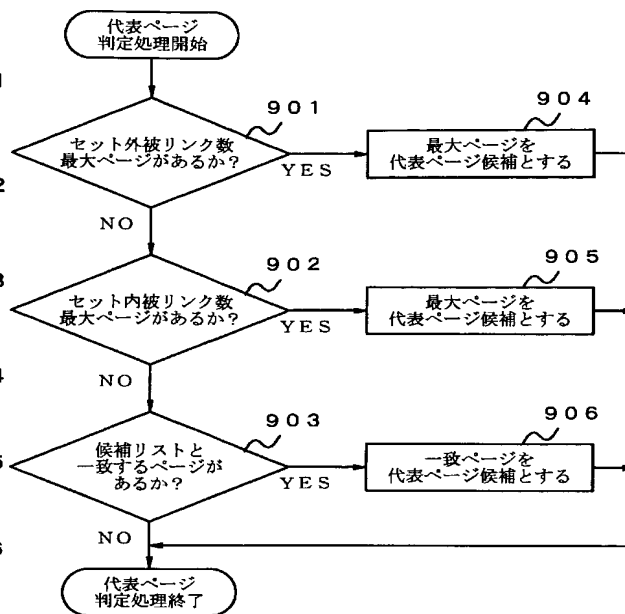 代表ページ
判定処理開始
901
セット外被リンク数
最大ページがあるか?
YES
904
最大ページを
代表ページ候補とする
NO
902
セット内被リンク数
最大ページがあるか?
YES
905
最大ページを
代表ページ候補とする
NO
903
候補リストと
一致するページが
あるか?
YES
906
一致ページを
代表ページ候補とする
NO
代表ページ
判定処理終了